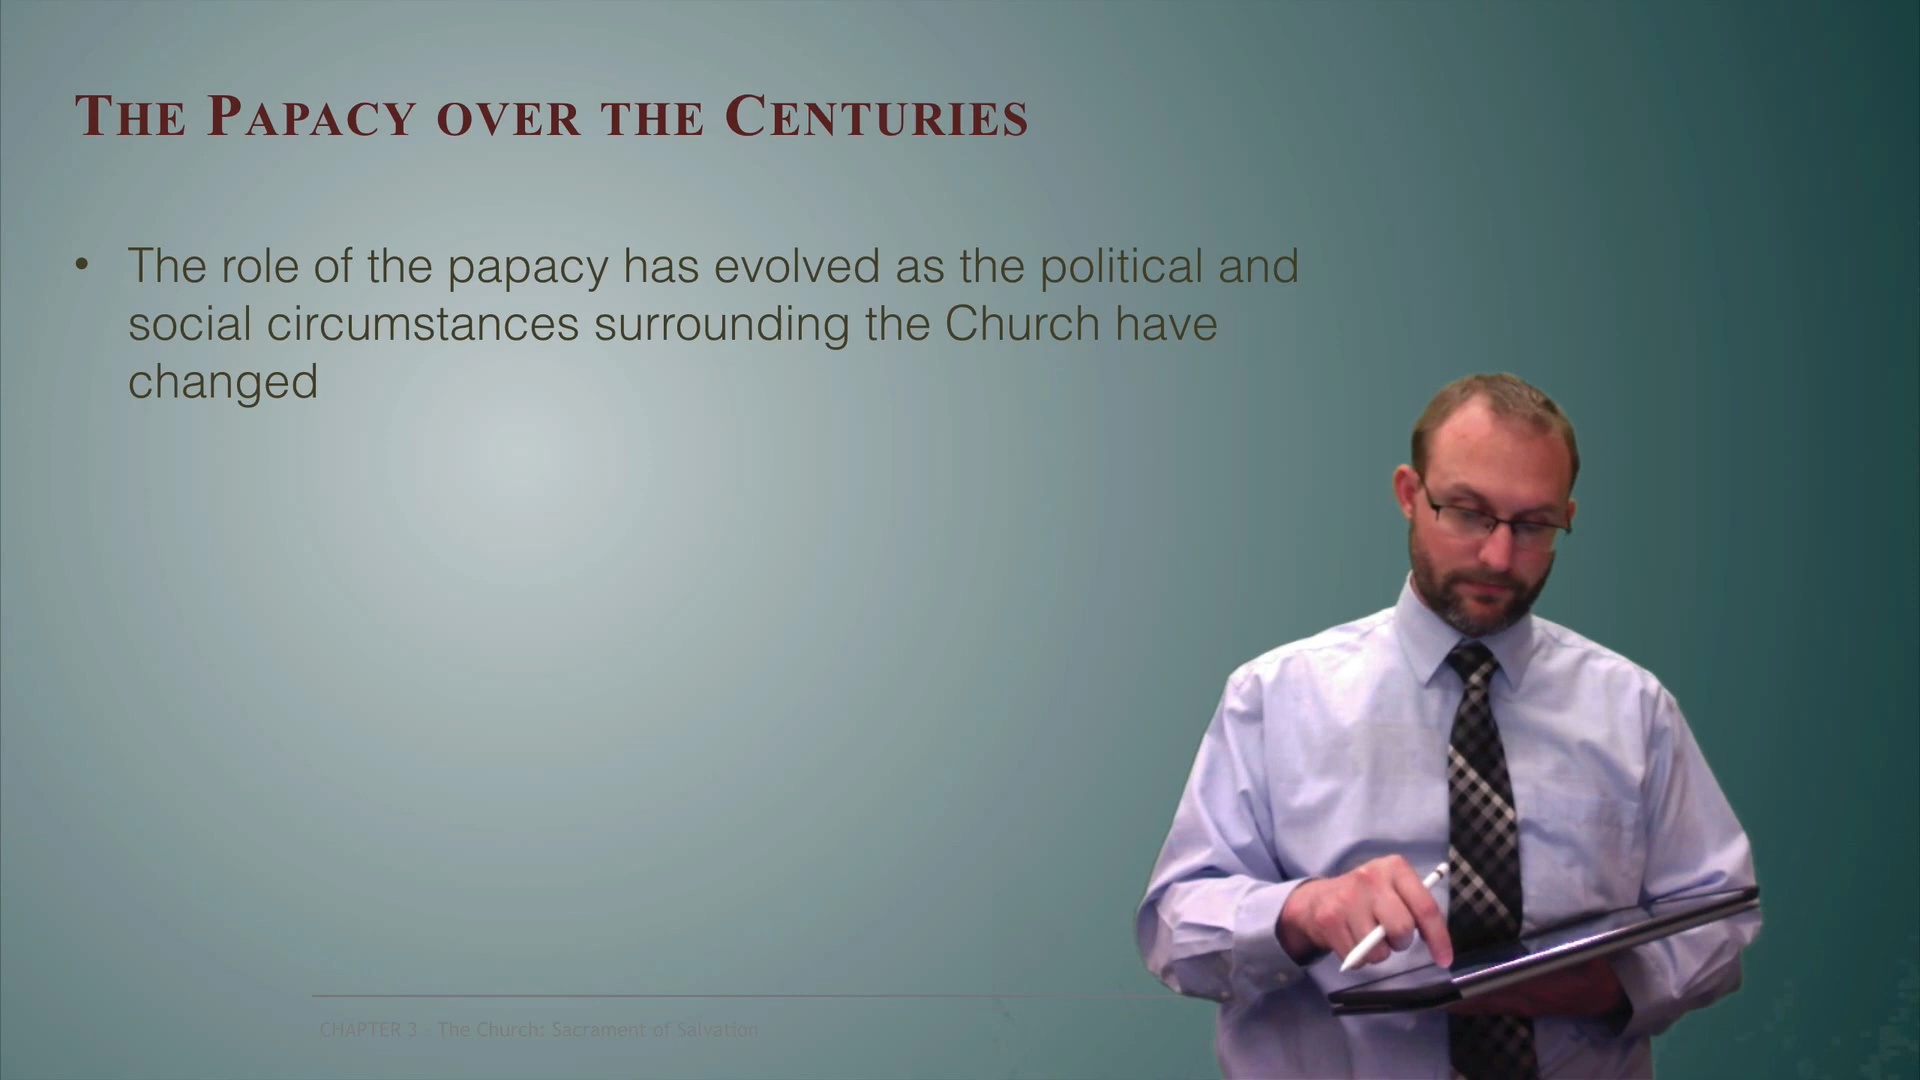 THE PAPACY OVER THE CENTURIES
• The role of the papacy has evolved as the political and
social circumstances surrounding the Church have
changed
CHAPTER 3 - The Church: Sacrament of Salvation